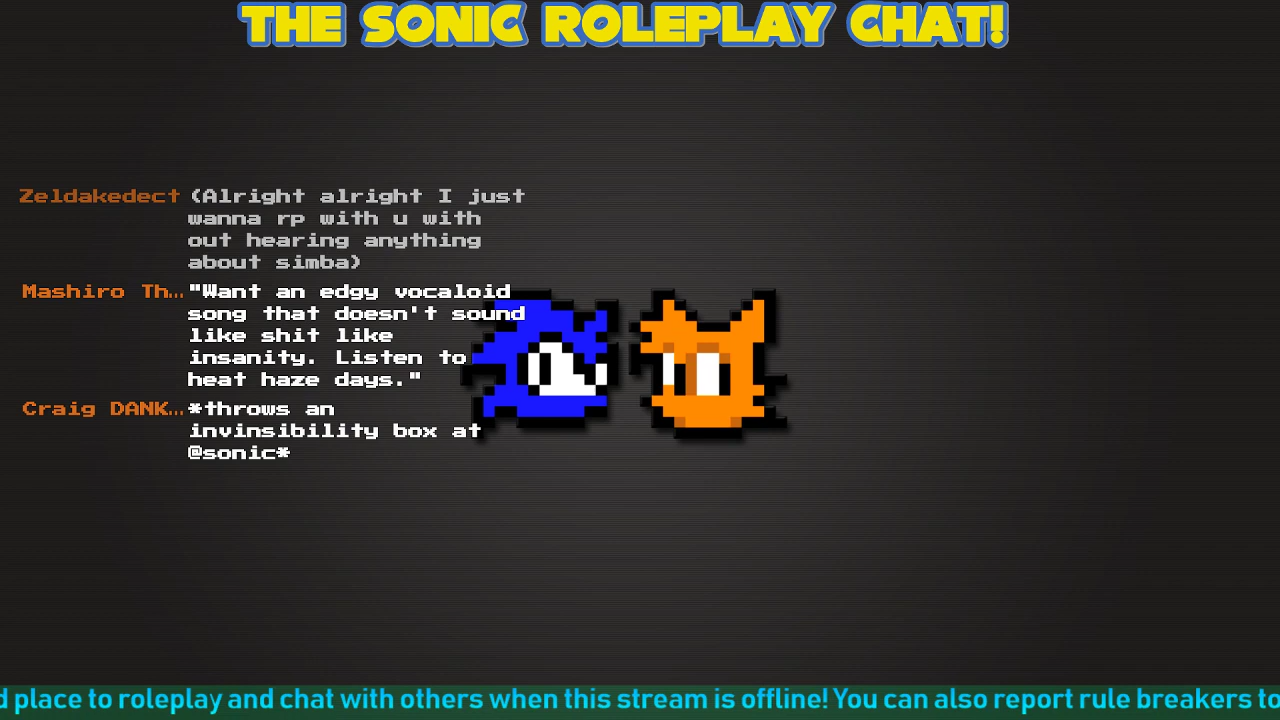 THE SONIC ROLEPLAY CHAT!
Zeldakedect (Alright alright I just
wanna rp with u with
out hearing anything
about simba)
Mashiro Th… "Want an edgy vocaloid
song that doesn't sound
like shit like
insanity. Listen to
heat haze days."
Craig DANK… *throws an
invinsibility box at
@sonic*
d place to roleplay and chat with others when this stream is offline! You can also report rule breakers to